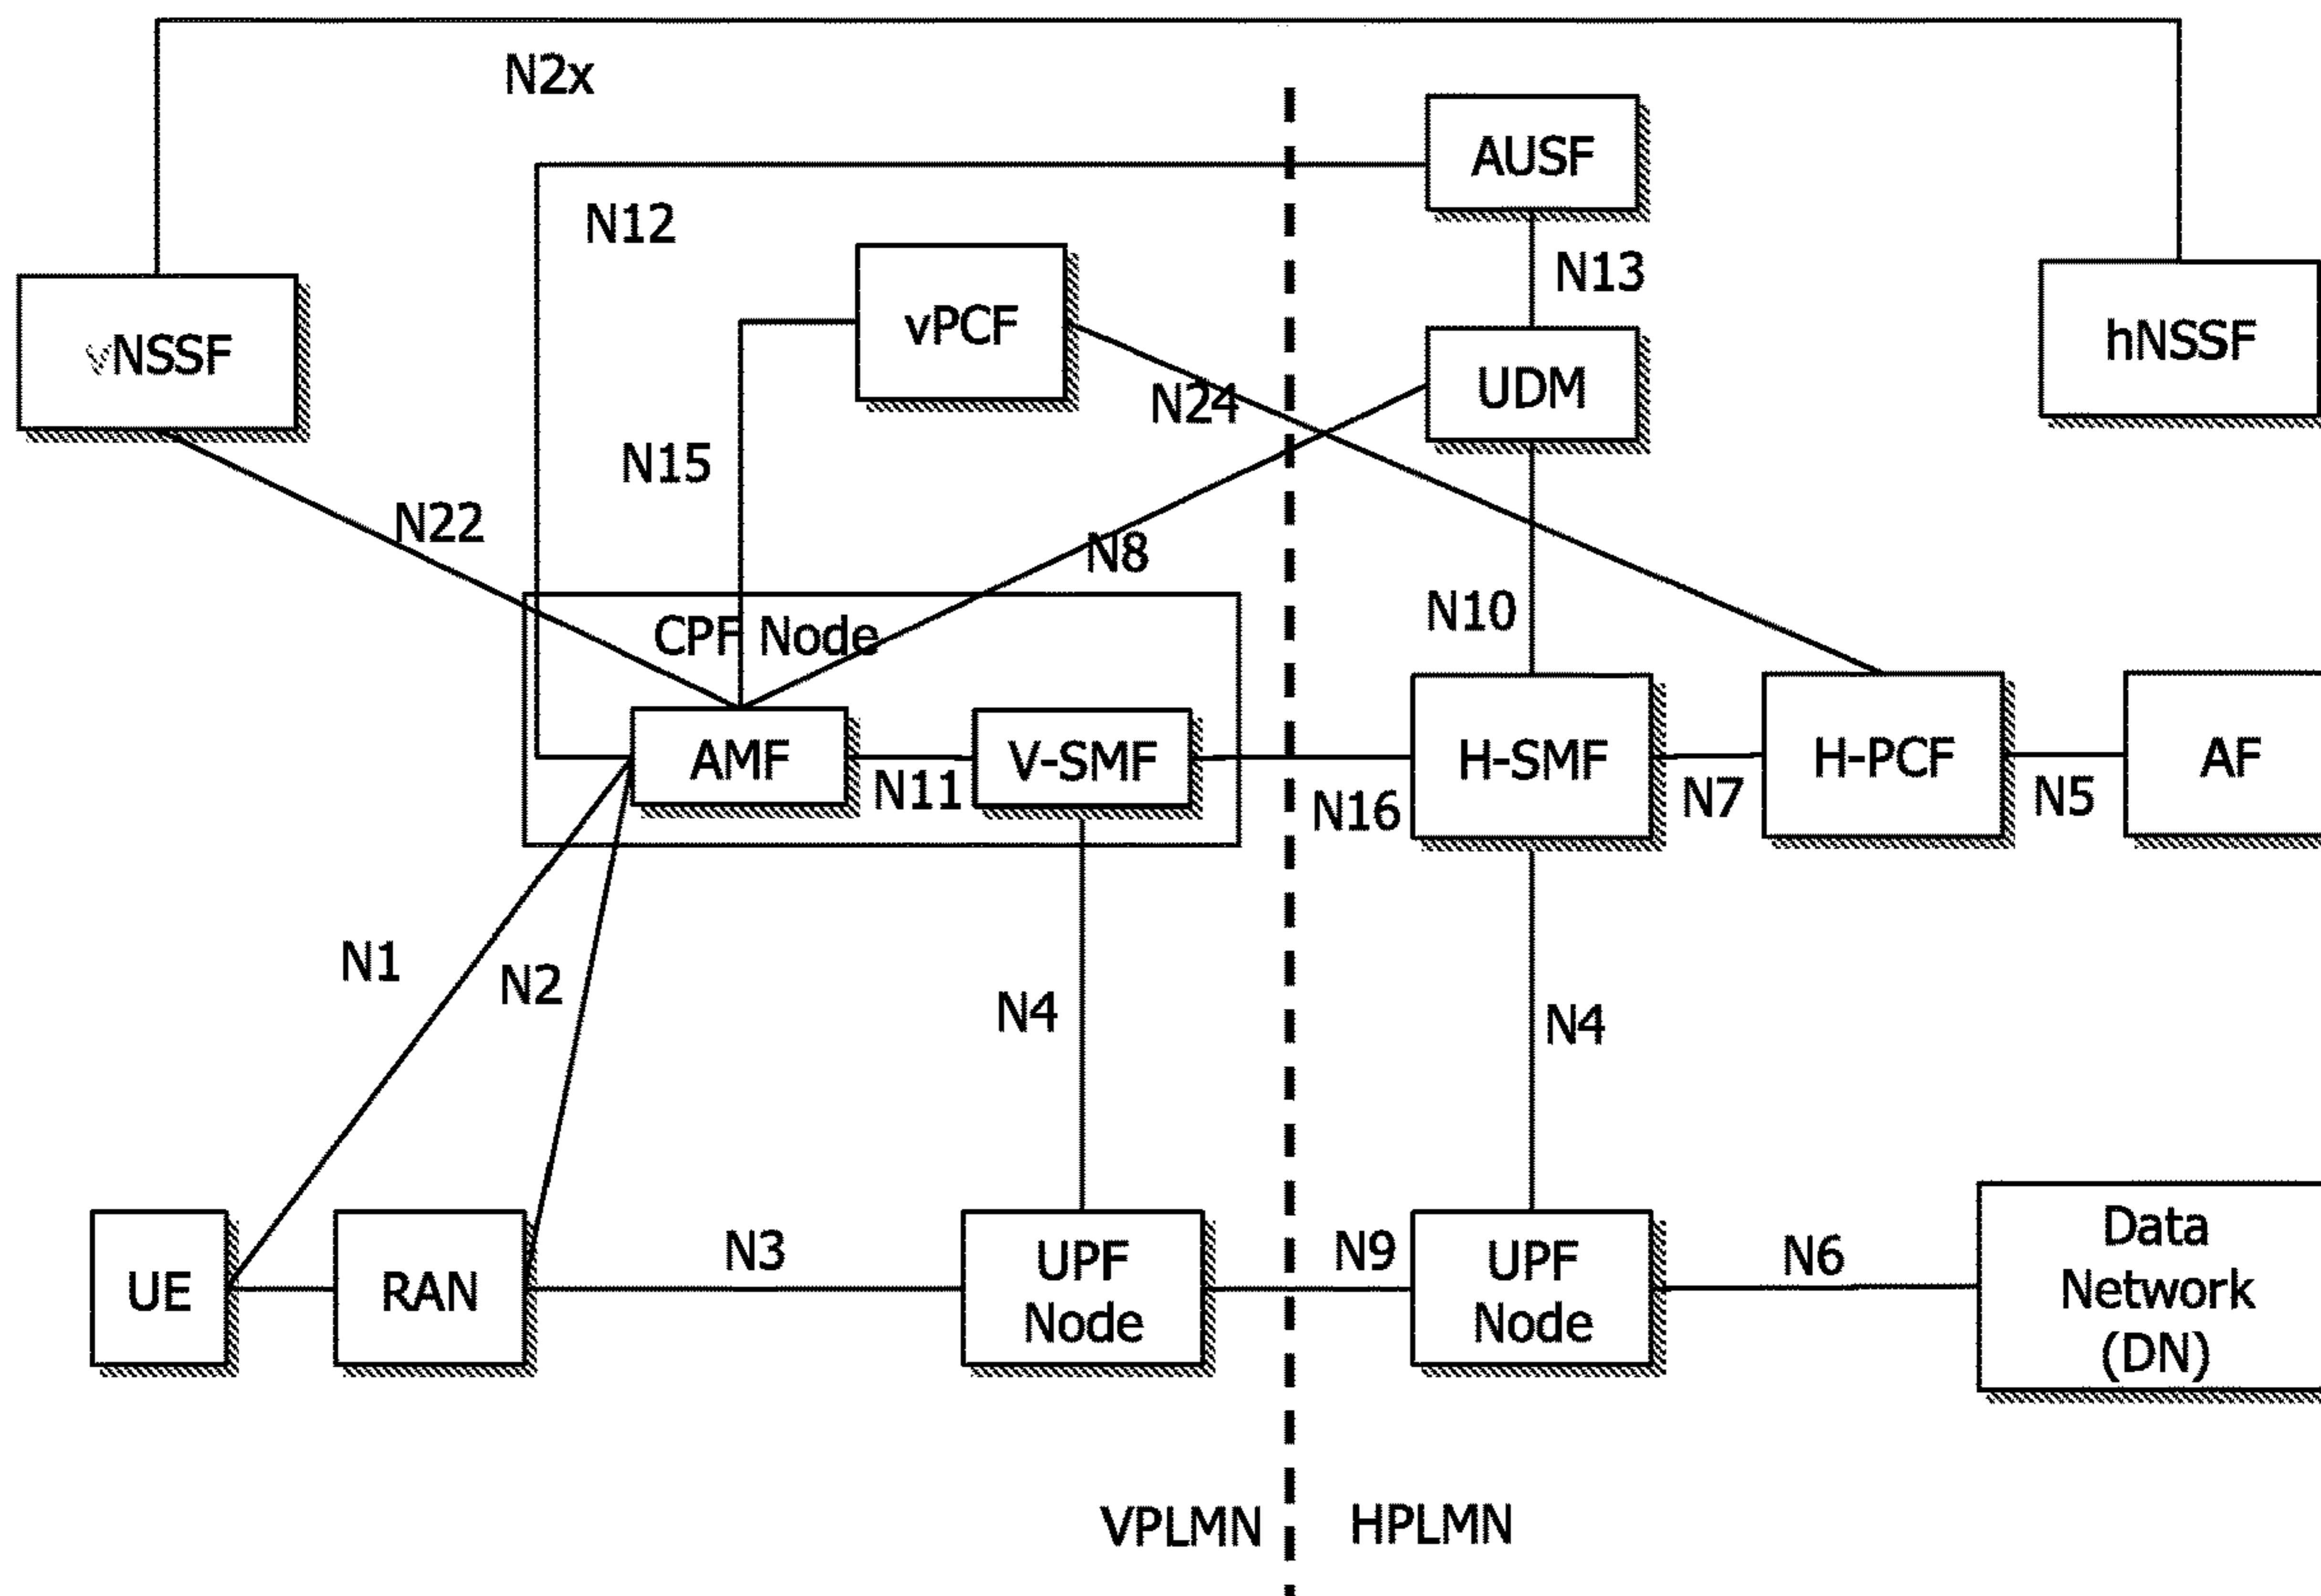 N2x
AUSF
N12
N13
vPCF
vNSSF
hNSSF
UDM
N24
N15
N22
N8
N10
CPF Node
AMF
V-SMF
H-SMF
H-PCF
AF
N11
N16
N7
N5
N1
N2
N4
N4
N3
N9
N6
UE
RAN
UPF
Node
UPF
Node
Data
Network
(DN)
VPLMN
HPLMN